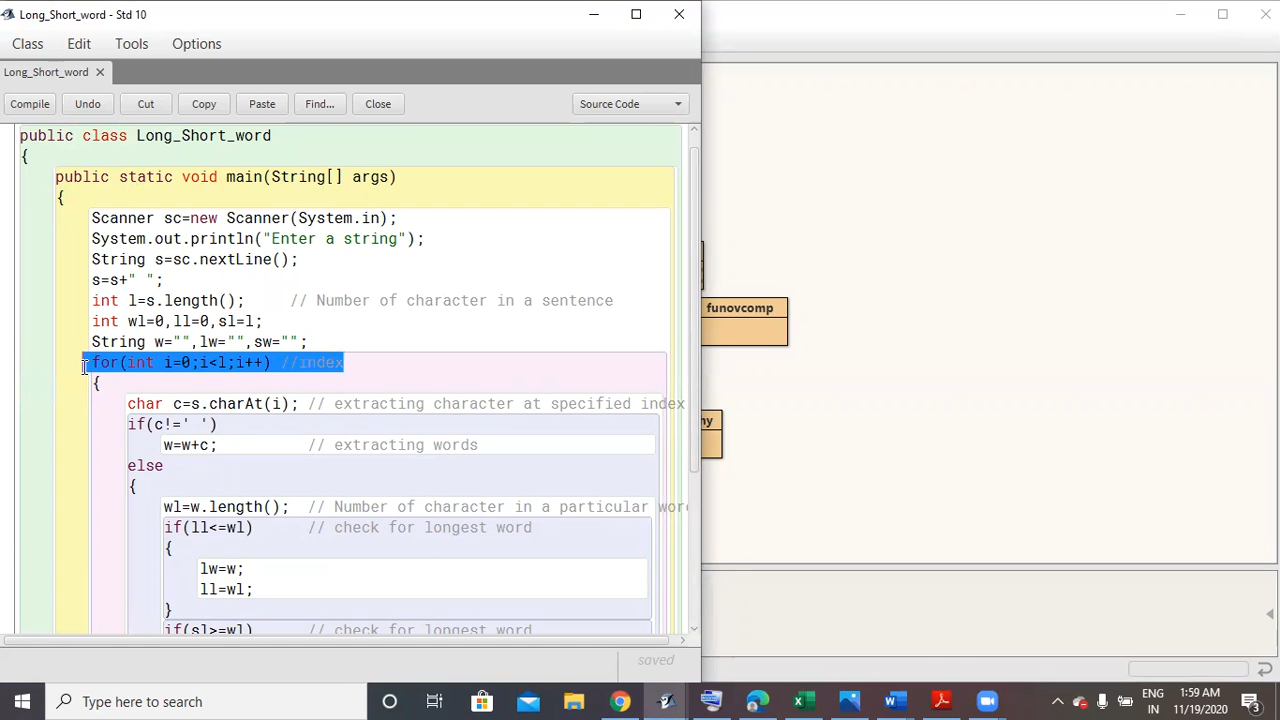 Long_Short_word - Std 10
Class Edit Tools Options
Long_Short_word
Compile Undo Cut Copy Paste Find... Close Source Code
public class Long_Short_word
{
public static void main(String[] args)
{
Scanner sc=new Scanner(System.in);
System.out.println("Enter a string");
String s=sc.nextLine();
s=s+" ";
int l=s.length(); // Number of character in a sentence
int wl=0,ll=0,sl=l;
String w="",lw="",sw="";
for(int i=0;i<l;i++) //index
{
char c=s.charAt(i); // extracting character at specified index
if(c!=' ')
w=w+c; // extracting words
else
{
wl=w.length(); // Number of character in a particular wor
if(ll<=wl) // check for longest word
{
lw=w;
ll=wl;
}
if(sl>=wl) // check for longest word
saved
funovcomp
ny
Type here to search
ENG
IN
1:59 AM
11/19/2020
3